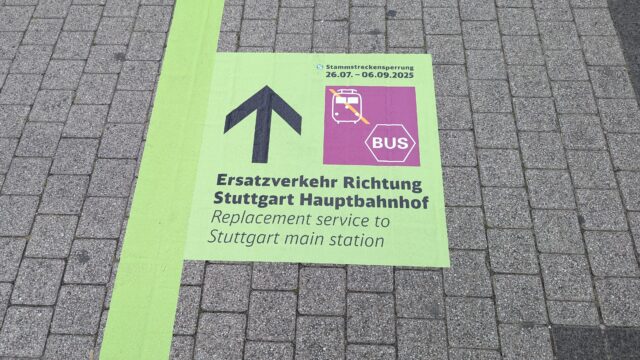 Stammstreckensperrung
26.07. – 06.09.2025
BUS
Ersatzverkehr Richtung
Stuttgart Hauptbahnhof
Replacement service to
Stuttgart main station